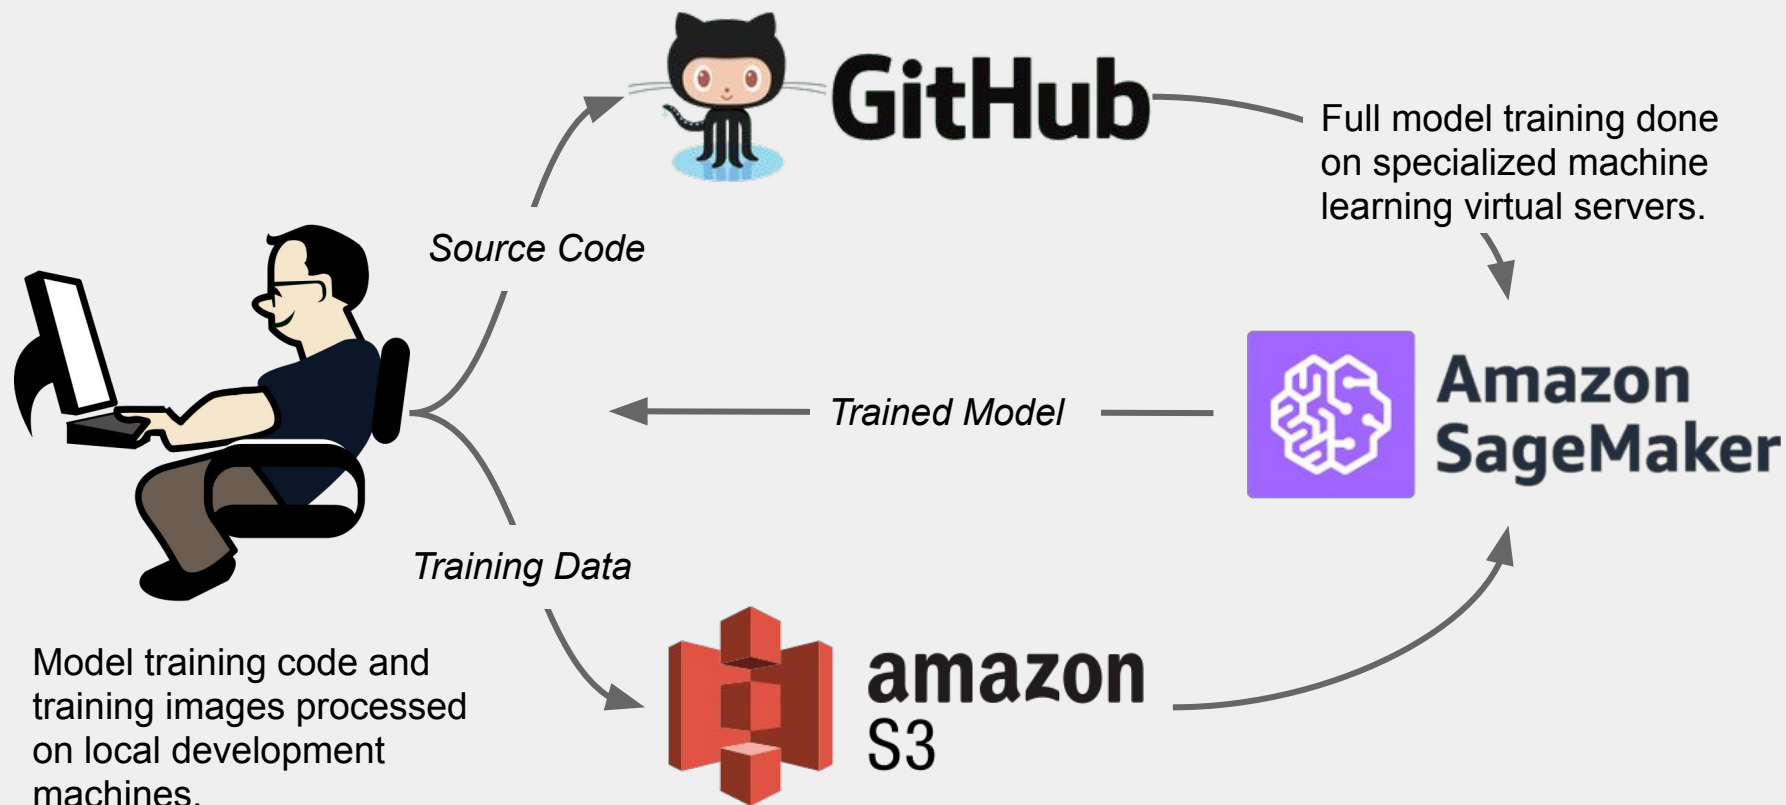 GitHub
Full model training done
on specialized machine
learning virtual servers.
Source Code
Trained Model
Amazon
SageMaker
Training Data
Model training code and
training images processed
on local development
machines.
amazon
S3